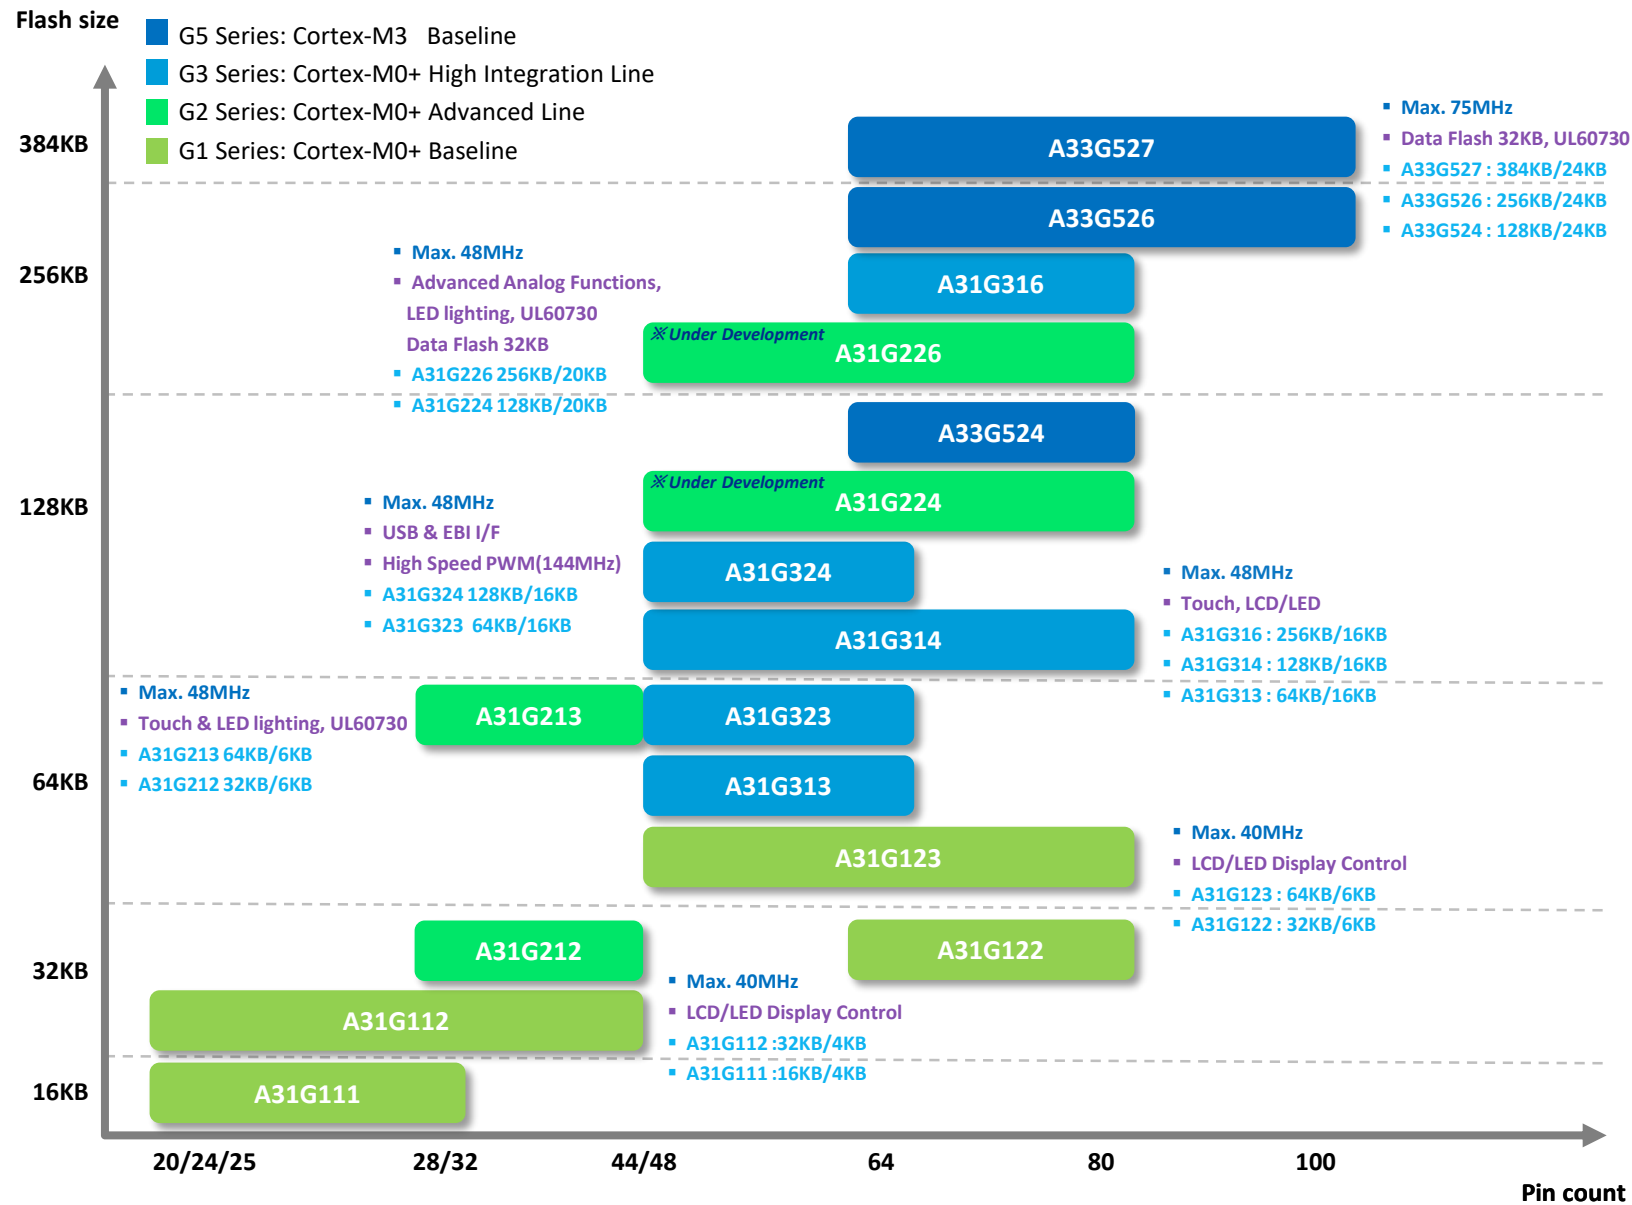 Flash size
G5 Series: Cortex-M3 Baseline
G3 Series: Cortex-M0+ High Integration Line
G2 Series: Cortex-M0+ Advanced Line
G1 Series: Cortex-M0+ Baseline
384KB
256KB
128KB
64KB
32KB
16KB
A33G527
▪ Max. 75MHz
▪ Data Flash 32KB, UL60730
▪ A33G527 : 384KB/24KB
▪ A33G526 : 256KB/24KB
▪ A33G524 : 128KB/24KB
A33G526
▪ Max. 48MHz
▪ Advanced Analog Functions,
LED lighting, UL60730
Data Flash 32KB
▪ A31G226 256KB/20KB
▪ A31G224 128KB/20KB
A31G316
※Under Development
A31G226
A33G524
※Under Development
A31G224
▪ Max. 48MHz
▪ USB & EBI I/F
▪ High Speed PWM(144MHz)
▪ A31G324 128KB/16KB
▪ A31G323 64KB/16KB
A31G324
A31G314
▪ Max. 48MHz
▪ Touch, LCD/LED
▪ A31G316 : 256KB/16KB
▪ A31G314 : 128KB/16KB
▪ A31G313 : 64KB/16KB
▪ Max. 48MHz
▪ Touch & LED lighting, UL60730
▪ A31G213 64KB/6KB
▪ A31G212 32KB/6KB
A31G213
A31G323
A31G313
A31G123
▪ Max. 40MHz
▪ LCD/LED Display Control
▪ A31G123 : 64KB/6KB
▪ A31G122 : 32KB/6KB
A31G212
A31G122
A31G112
▪ Max. 40MHz
▪ LCD/LED Display Control
▪ A31G112 :32KB/4KB
▪ A31G111 :16KB/4KB
A31G111
20/24/25
28/32
44/48
64
80
100
Pin count